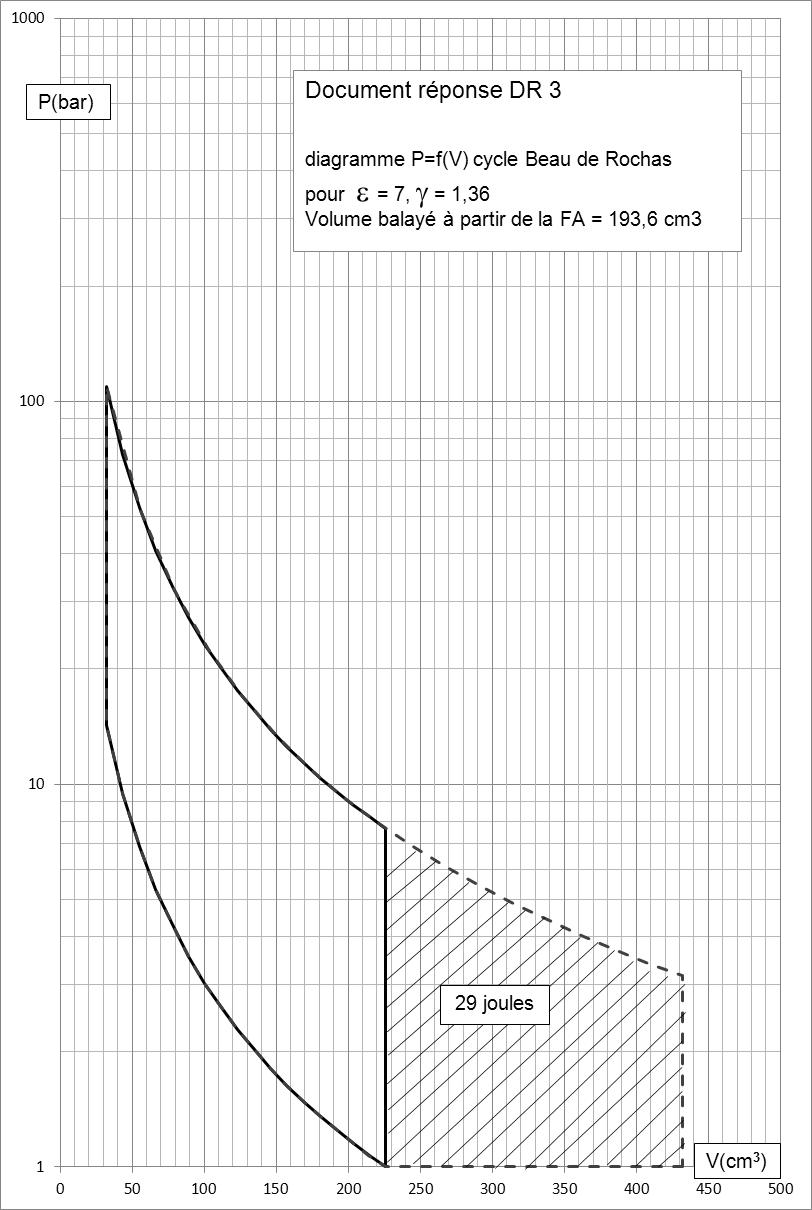 1000
P(bar)
Document réponse DR 3
diagramme P=f(V) cycle Beau de Rochas
pour ε = 7, γ = 1,36
Volume balayé à partir de la FA = 193,6 cm3
100
10
29 joules
1
V(cm³)
0 50 100 150 200 250 300 350 400 450 500